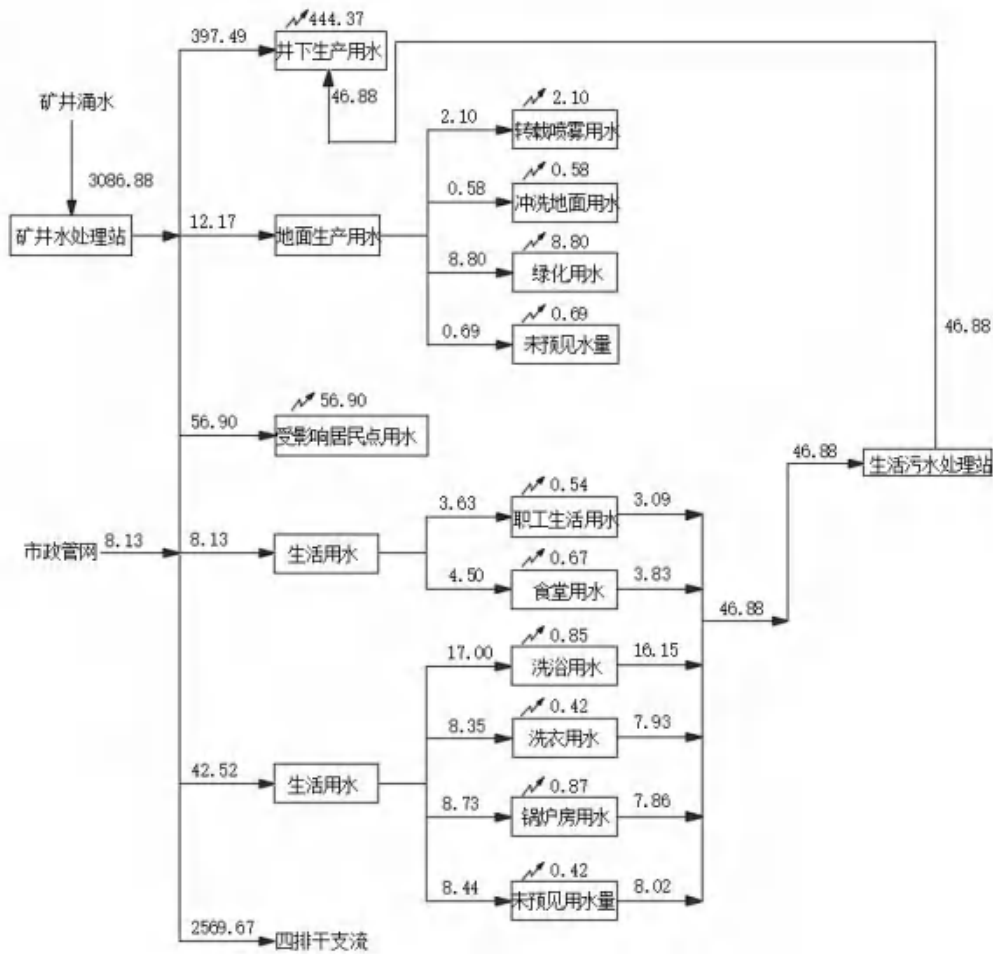 444.37
397.49
井下生产用水
46.88
矿井涌水
2.10
2.10
转载喷雾用水
3086.88
0.58
0.58
冲洗地面用水
矿井水处理站
12.17
地面生产用水
8.80
8.80
绿化用水
0.69
0.69
未预见水量
46.88
56.90
56.90
受影响居民点用水
46.88
生活污水处理站
0.54
3.63
职工生活用水
3.09
市政管网
8.13
8.13
生活用水
0.67
4.50
食堂用水
3.83
46.88
0.85
17.00
洗浴用水
16.15
0.42
8.35
洗衣用水
7.93
42.52
生活用水
0.87
8.73
锅炉房用水
7.86
0.42
8.44
未预见用水量
8.02
2569.67
四排干支流